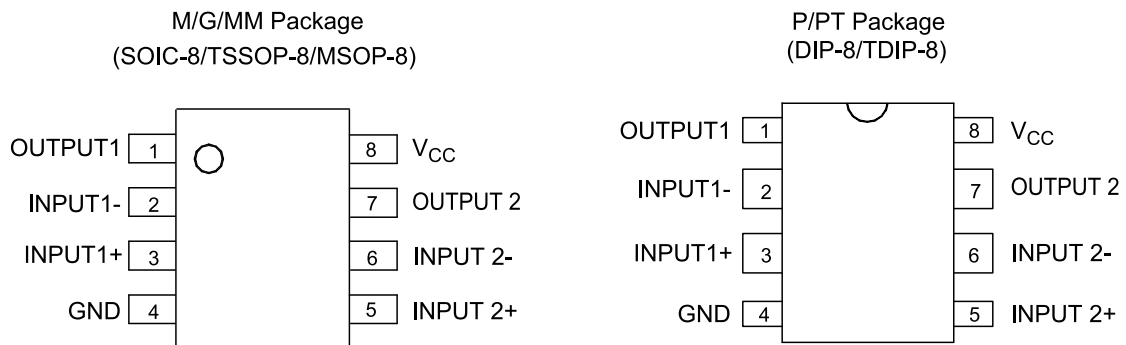 M/G/MM Package
(SOIC-8/TSSOP-8/MSOP-8)
OUTPUT1 1
8 VCC
INPUT1- 2
7 OUTPUT 2
INPUT1+ 3
6 INPUT 2-
GND 4
5 INPUT 2+
P/PT Package
(DIP-8/TDIP-8)
OUTPUT1 1
8 VCC
INPUT1- 2
7 OUTPUT 2
INPUT1+ 3
6 INPUT 2-
GND 4
5 INPUT 2+